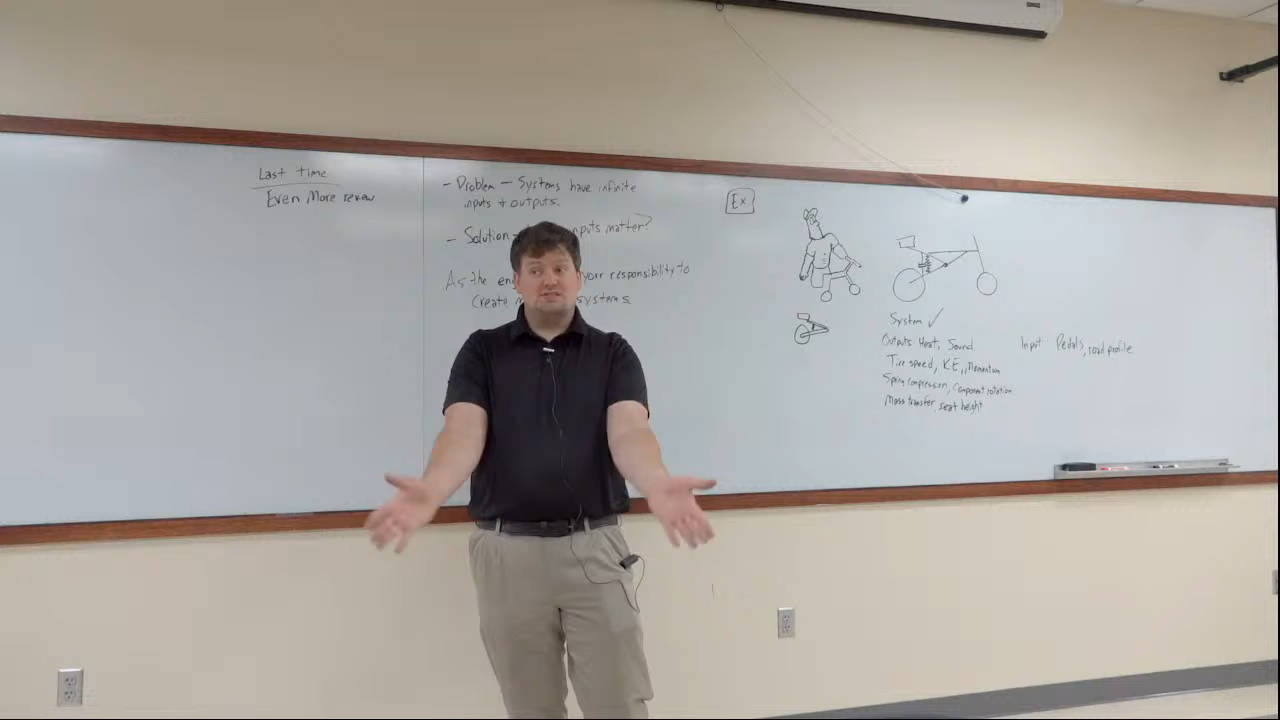 Last time
Even More review
- Problem - Systems have infinite
inputs + outputs.
- Solution - inputs matter?
As the your responsibility to
Create systems
Ex
System ✓
Outputs Heat, Sound
Tire speed, KE, Momentum
Spring compression, Component rotation
Mass transfer seat height
Input Pedals, road profile